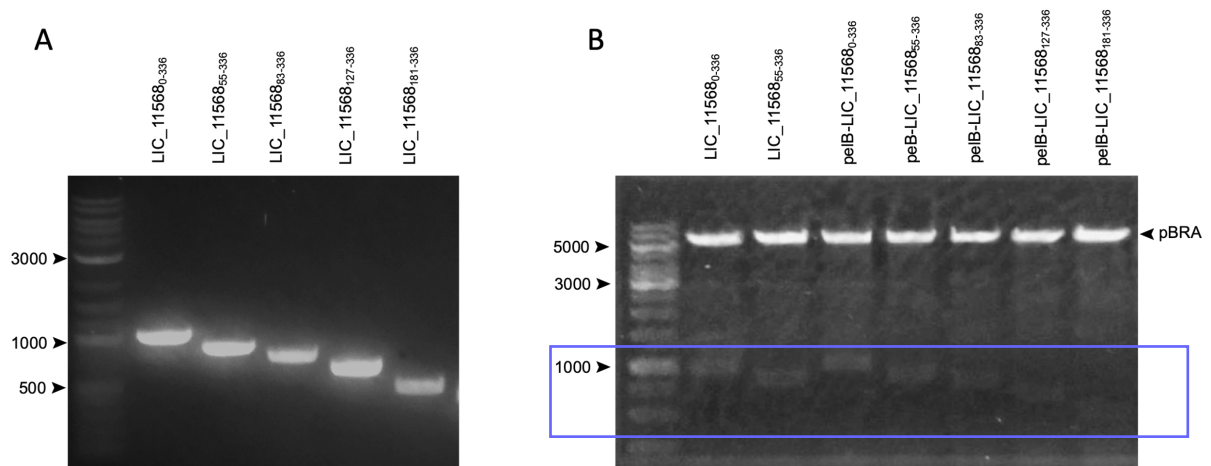 A
LIC_11568₀₋₃₃₆
LIC_11568₅₅₋₃₃₆
LIC_11568₈₃₋₃₃₆
LIC_11568₁₂₇₋₃₃₆
LIC_11568₁₈₁₋₃₃₆
3000
1000
500
B
LIC_11568₀₋₃₃₆
LIC_11568₅₅₋₃₃₆
pelB-LIC_11568₀₋₃₃₆
peB-LIC_11568₅₅₋₃₃₆
pelB-LIC_11568₈₃₋₃₃₆
pelB-LIC_11568₁₂₇₋₃₃₆
pelB-LIC_11568₁₈₁₋₃₃₆
5000
3000
1000
pBRA